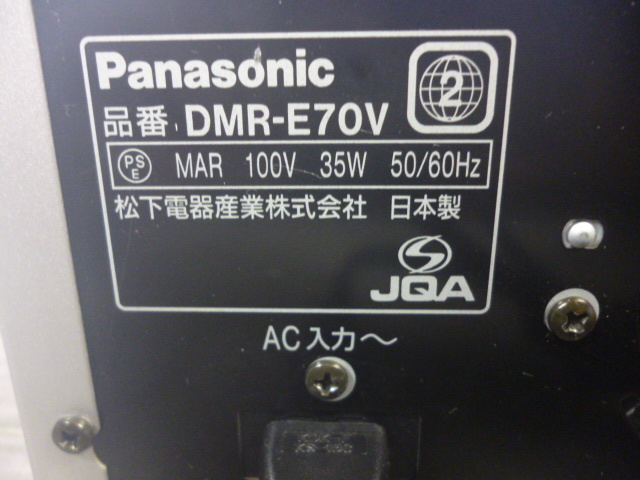 Panasonic
2
品番 DMR-E70V
PS E MAR 100V 35W 50/60Hz
松下電器産業株式会社 日本製
JQA
AC入力～